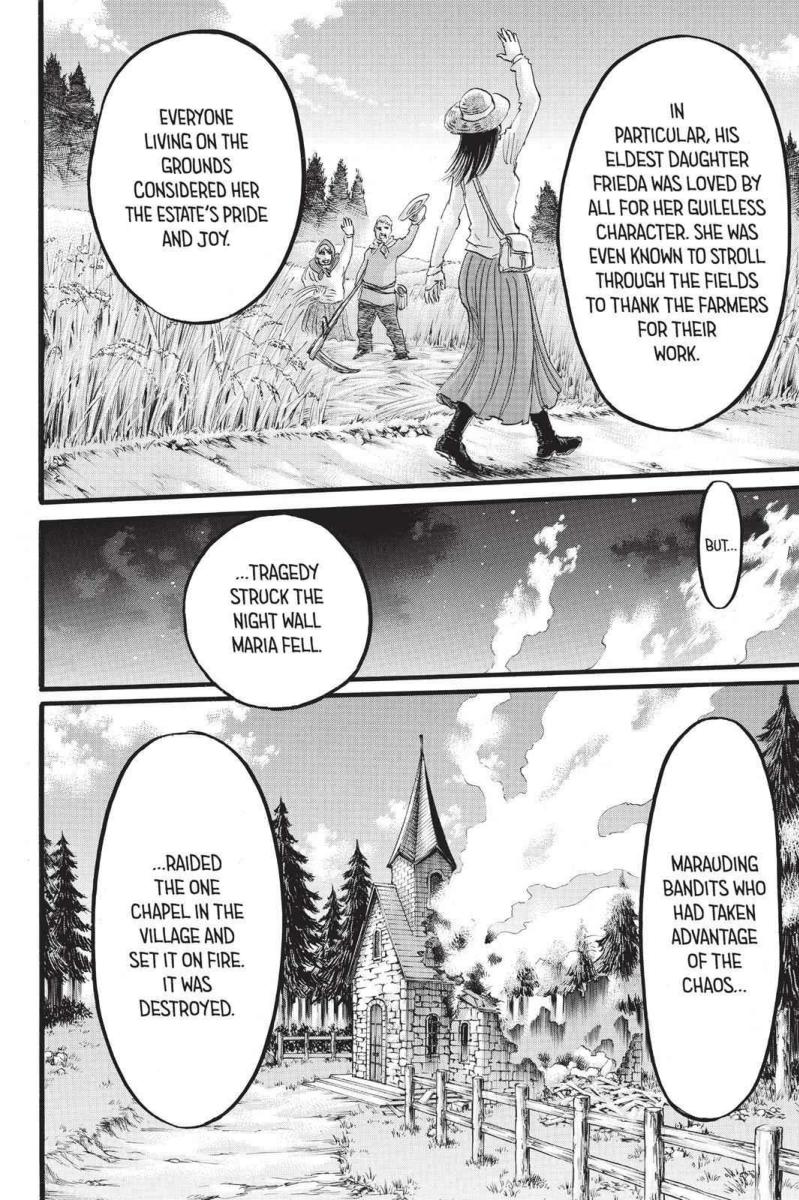 IN
PARTICULAR, HIS
ELDEST DAUGHTER
FRIEDA WAS LOVED BY
ALL FOR HER GUILELESS
CHARACTER. SHE WAS
EVEN KNOWN TO STROLL
THROUGH THE FIELDS
TO THANK THE FARMERS
FOR THEIR
WORK.
EVERYONE
LIVING ON THE
GROUNDS
CONSIDERED HER
THE ESTATE'S PRIDE
AND JOY.
BUT...
...TRAGEDY
STRUCK THE
NIGHT WALL
MARIA FELL.
MARAUDING
BANDITS WHO
HAD TAKEN
ADVANTAGE
OF THE
CHAOS...
...RAIDED
THE ONE
CHAPEL IN THE
VILLAGE AND
SET IT ON FIRE.
IT WAS
DESTROYED.